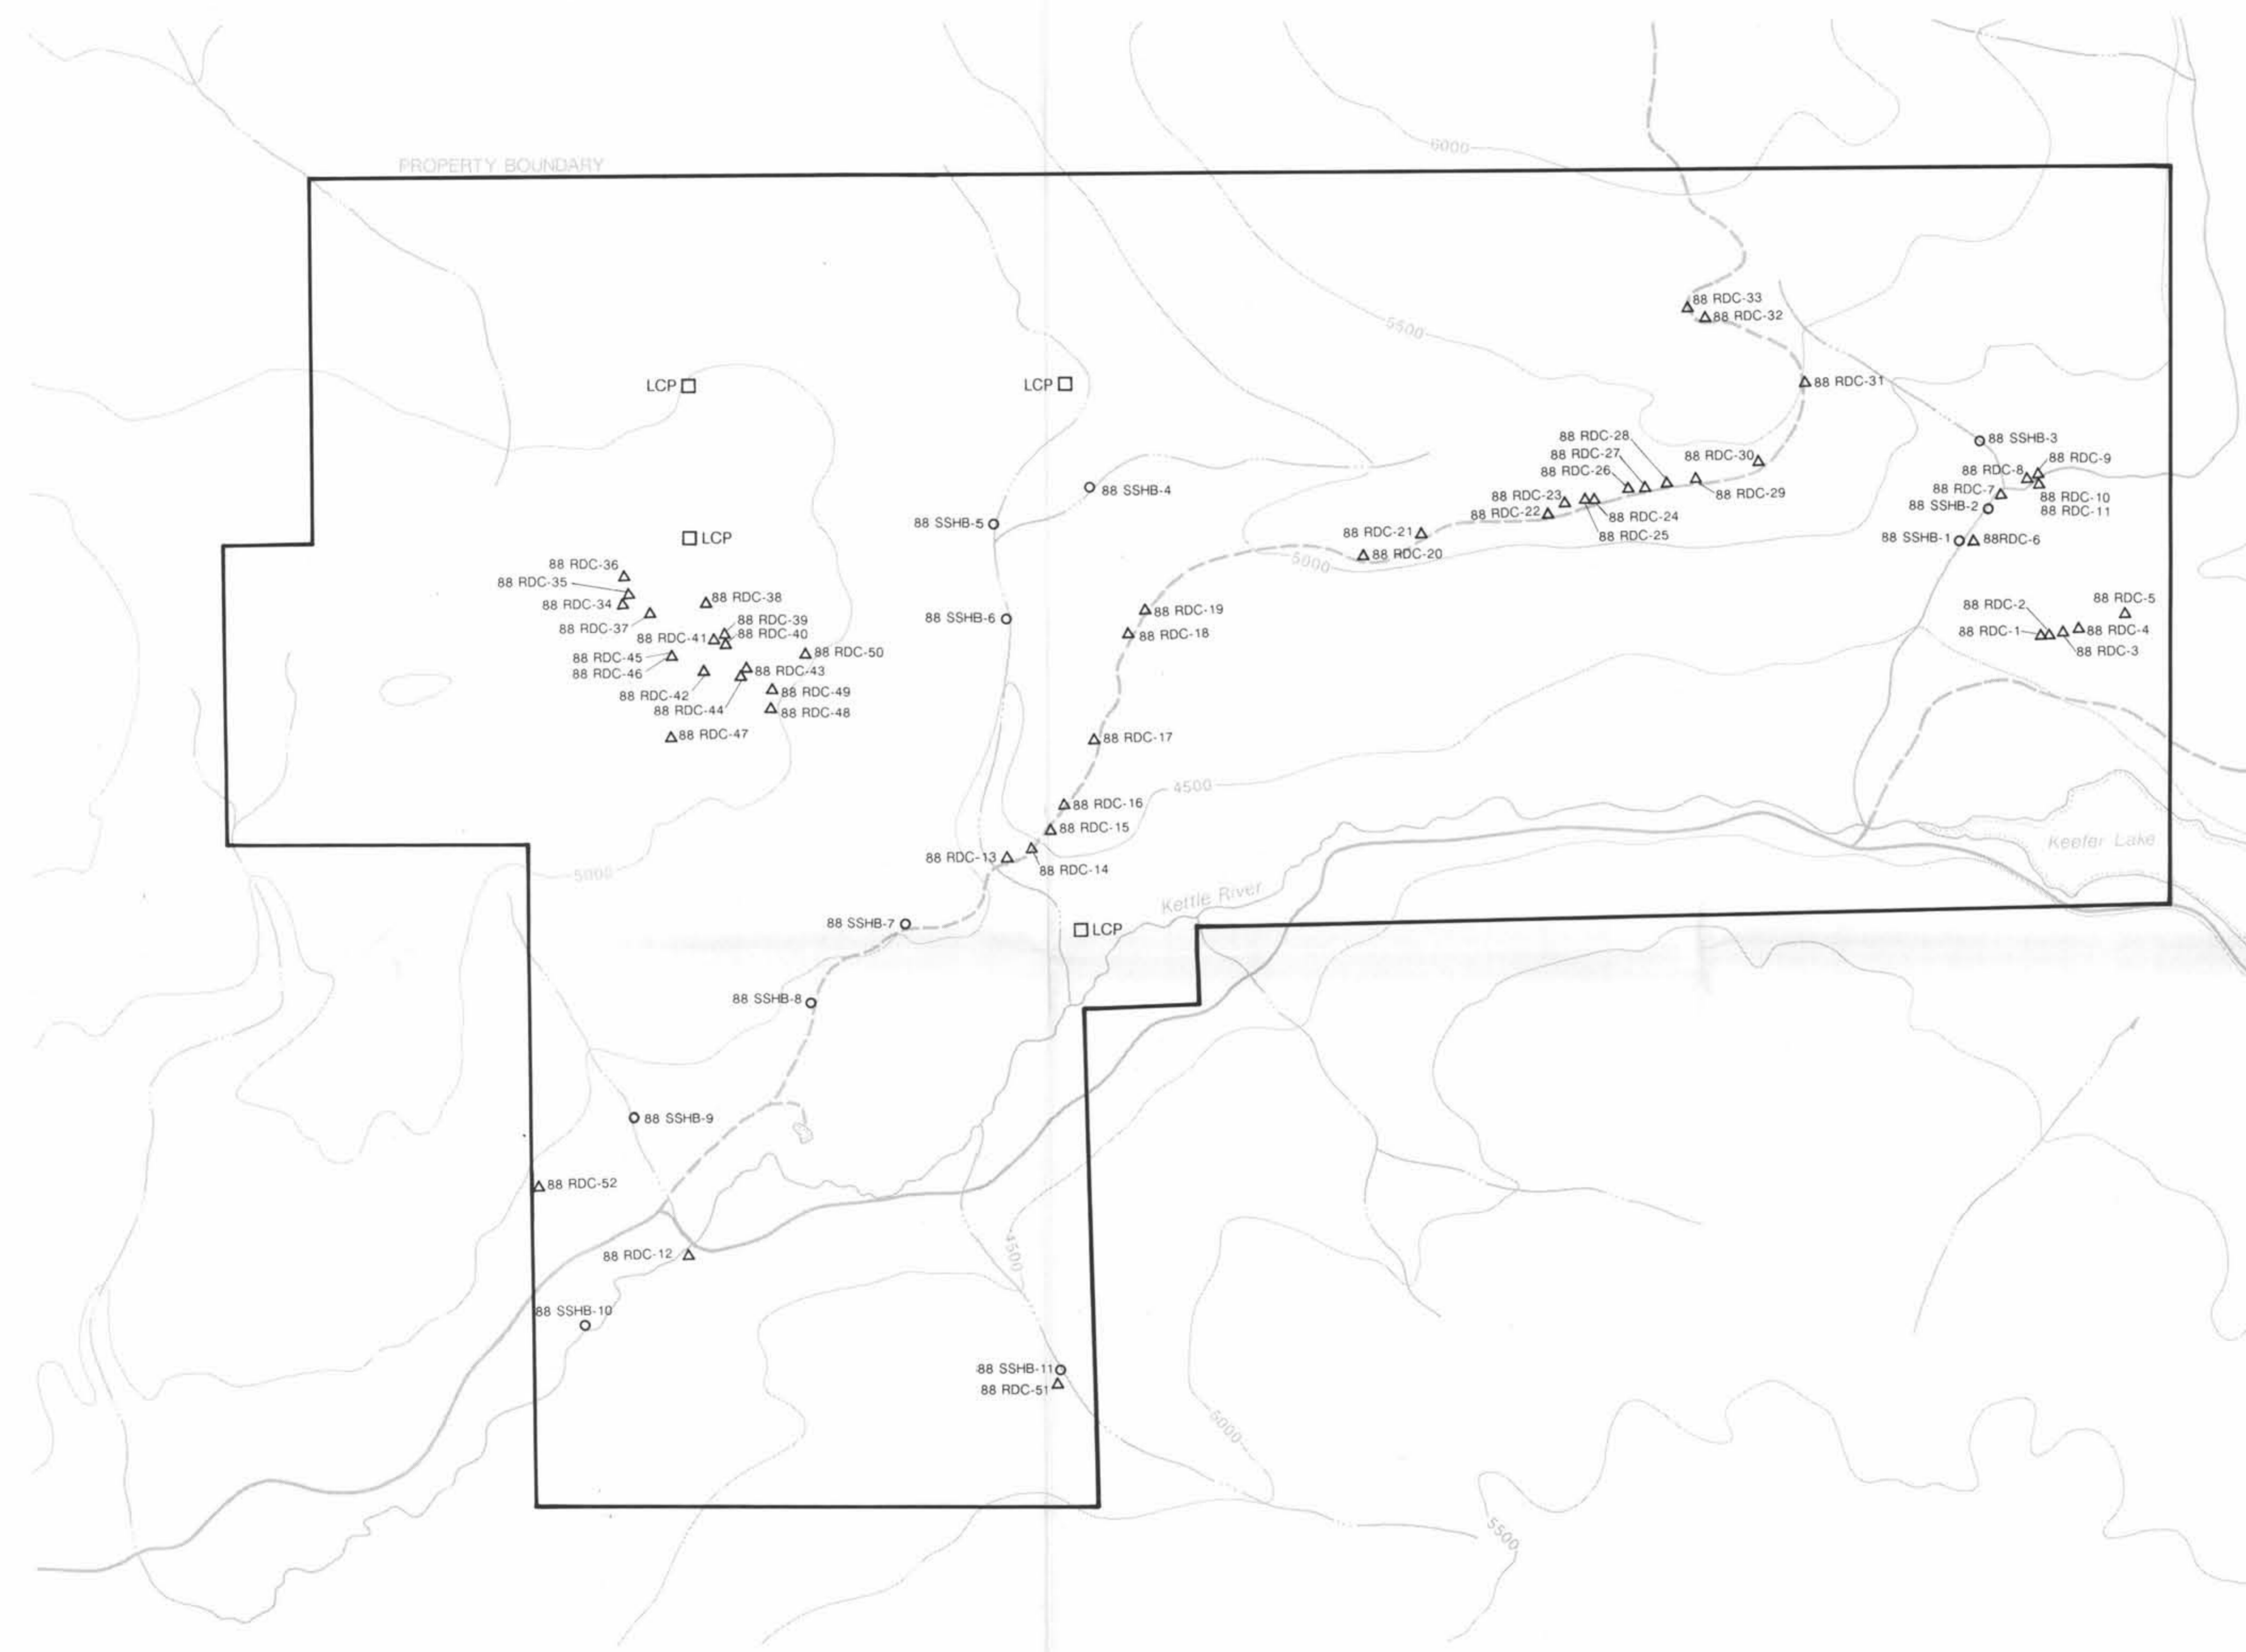 6000
PROPERTY BOUNDARY
88 RDC-33
88 RDC-32
5500
LCP
LCP
88 RDC-31
88 RDC-28
88 SSHB-3
88 RDC-27
88 RDC-30
88 RDC-9
88 RDC-26
88 RDC-8
88 SSHB-4
88 RDC-29
88 RDC-7
88 RDC-23
88 RDC-10
88 SSHB-2
88 RDC-11
88 RDC-22
88 RDC-24
88 SSHB-5
88 RDC-21
88 RDC-25
LCP
88 SSHB-1
88RDC-6
88 RDC-20
5000
88 RDC-36
88 RDC-35
88 RDC-34
88 RDC-38
88 RDC-5
88 RDC-2
88 RDC-19
88 SSHB-6
88 RDC-39
88 RDC-37
88 RDC-40
88 RDC-41
88 RDC-18
88 RDC-1
88 RDC-4
88 RDC-3
88 RDC-50
88 RDC-45
88 RDC-46
88 RDC-43
88 RDC-42
88 RDC-49
88 RDC-44
88 RDC-48
88 RDC-47
88 RDC-17
4500
88 RDC-16
88 RDC-15
Keefer Lake
88 RDC-13
88 RDC-14
5000
Kettle River
88 SSHB-7
LCP
88 SSHB-8
88 SSHB-9
88 RDC-52
4500
88 RDC-12
88 SSHB-10
88 SSHB-11
88 RDC-51
5000
5500